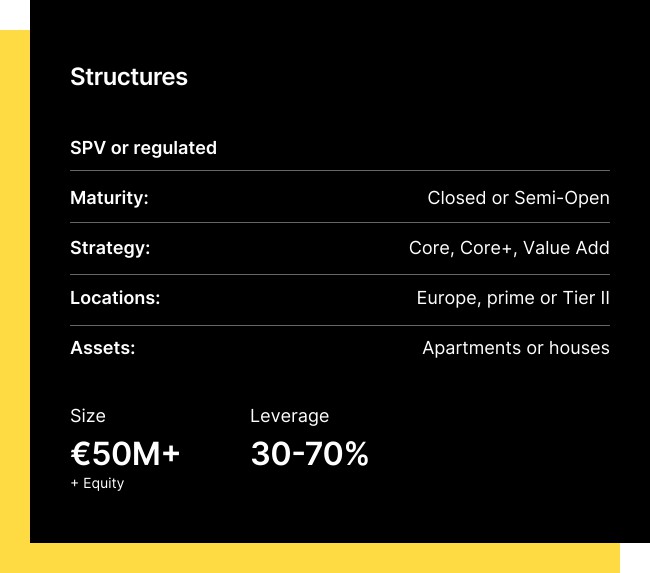 Structures
SPV or regulated
Maturity: Closed or Semi-Open
Strategy: Core, Core+, Value Add
Locations: Europe, prime or Tier II
Assets: Apartments or houses
Size Leverage
€50M+ 30-70%
+ Equity